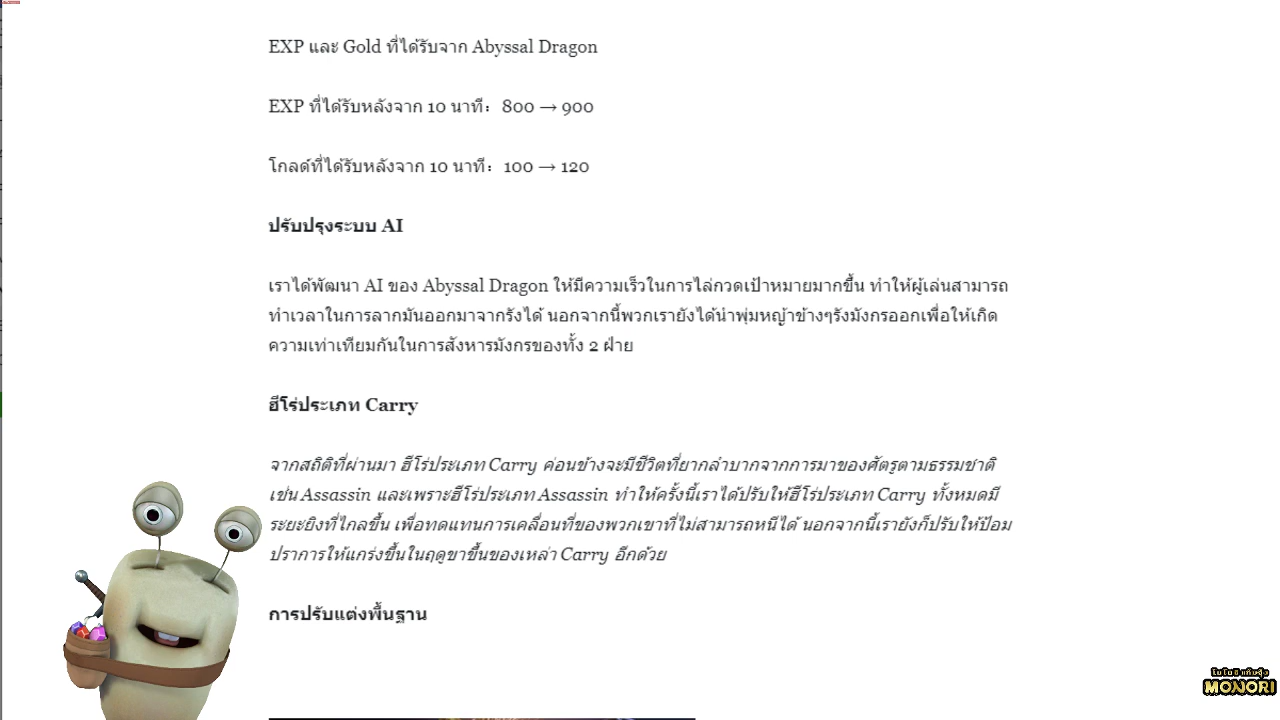 EXP และ Gold ที่ได้รับจาก Abyssal Dragon
EXP ที่ได้รับหลังจาก 10 นาที: 800 → 900
โกลด์ที่ได้รับหลังจาก 10 นาที: 100 → 120
ปรับปรุงระบบ AI
เราได้พัฒนา AI ของ Abyssal Dragon ให้มีความเร็วในการไล่กวดเป้าหมายมากขึ้น ทำให้ผู้เล่นสามารถ
ทำเวลาในการลากมันออกมาจากรังได้ นอกจากนี้พวกเรายังได้นำพุ่มหญ้าข้างๆรังมังกรออกเพื่อให้เกิด
ความเท่าเทียมกันในการสังหารมังกรของทั้ง 2 ฝ่าย
ฮีโร่ประเภท Carry
จากสถิติที่ผ่านมา ฮีโร่ประเภท Carry ค่อนข้างจะมีชีวิตที่ยากลำบากจากการมาของศัตรูตามธรรมชาติ
เช่น Assassin และเพราะฮีโร่ประเภท Assassin ทำให้ครั้งนี้เราได้ปรับให้ฮีโร่ประเภท Carry ทั้งหมดมี
ระยะยิงที่ไกลขึ้น เพื่อทดแทนการเคลื่อนที่ของพวกเขาที่ไม่สามารถหนีได้ นอกจากนี้เรายังก็ปรับให้ป้อม
ปราการให้แกร่งขึ้นในฤดูขาขึ้นของเหล่า Carry อีกด้วย
การปรับแต่งพื้นฐาน
MONORI